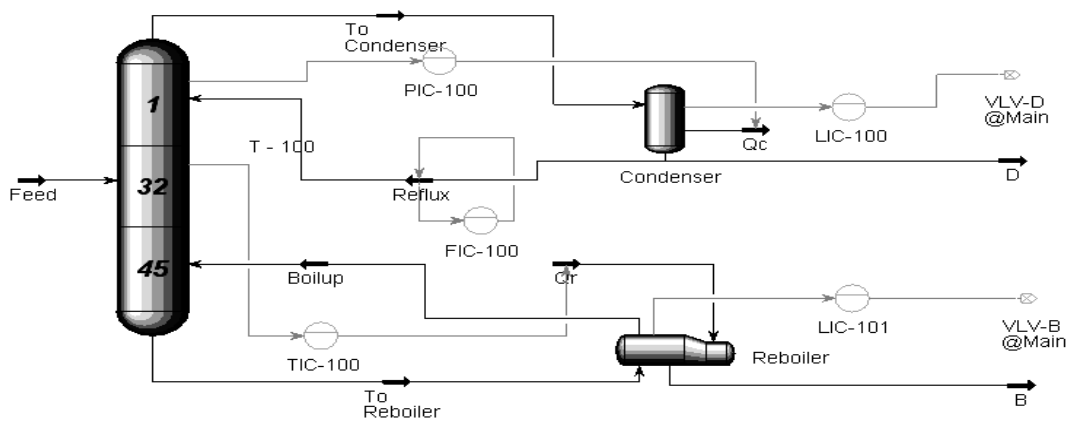 To
Condenser
PIC-100
1
VLV-D
@Main
LIC-100
Qc
T - 100
Condenser
Feed
32
Reflux
D
FIC-100
45
Boilup
Qr
LIC-101
VLV-B
@Main
TIC-100
Reboiler
To
Reboiler
B